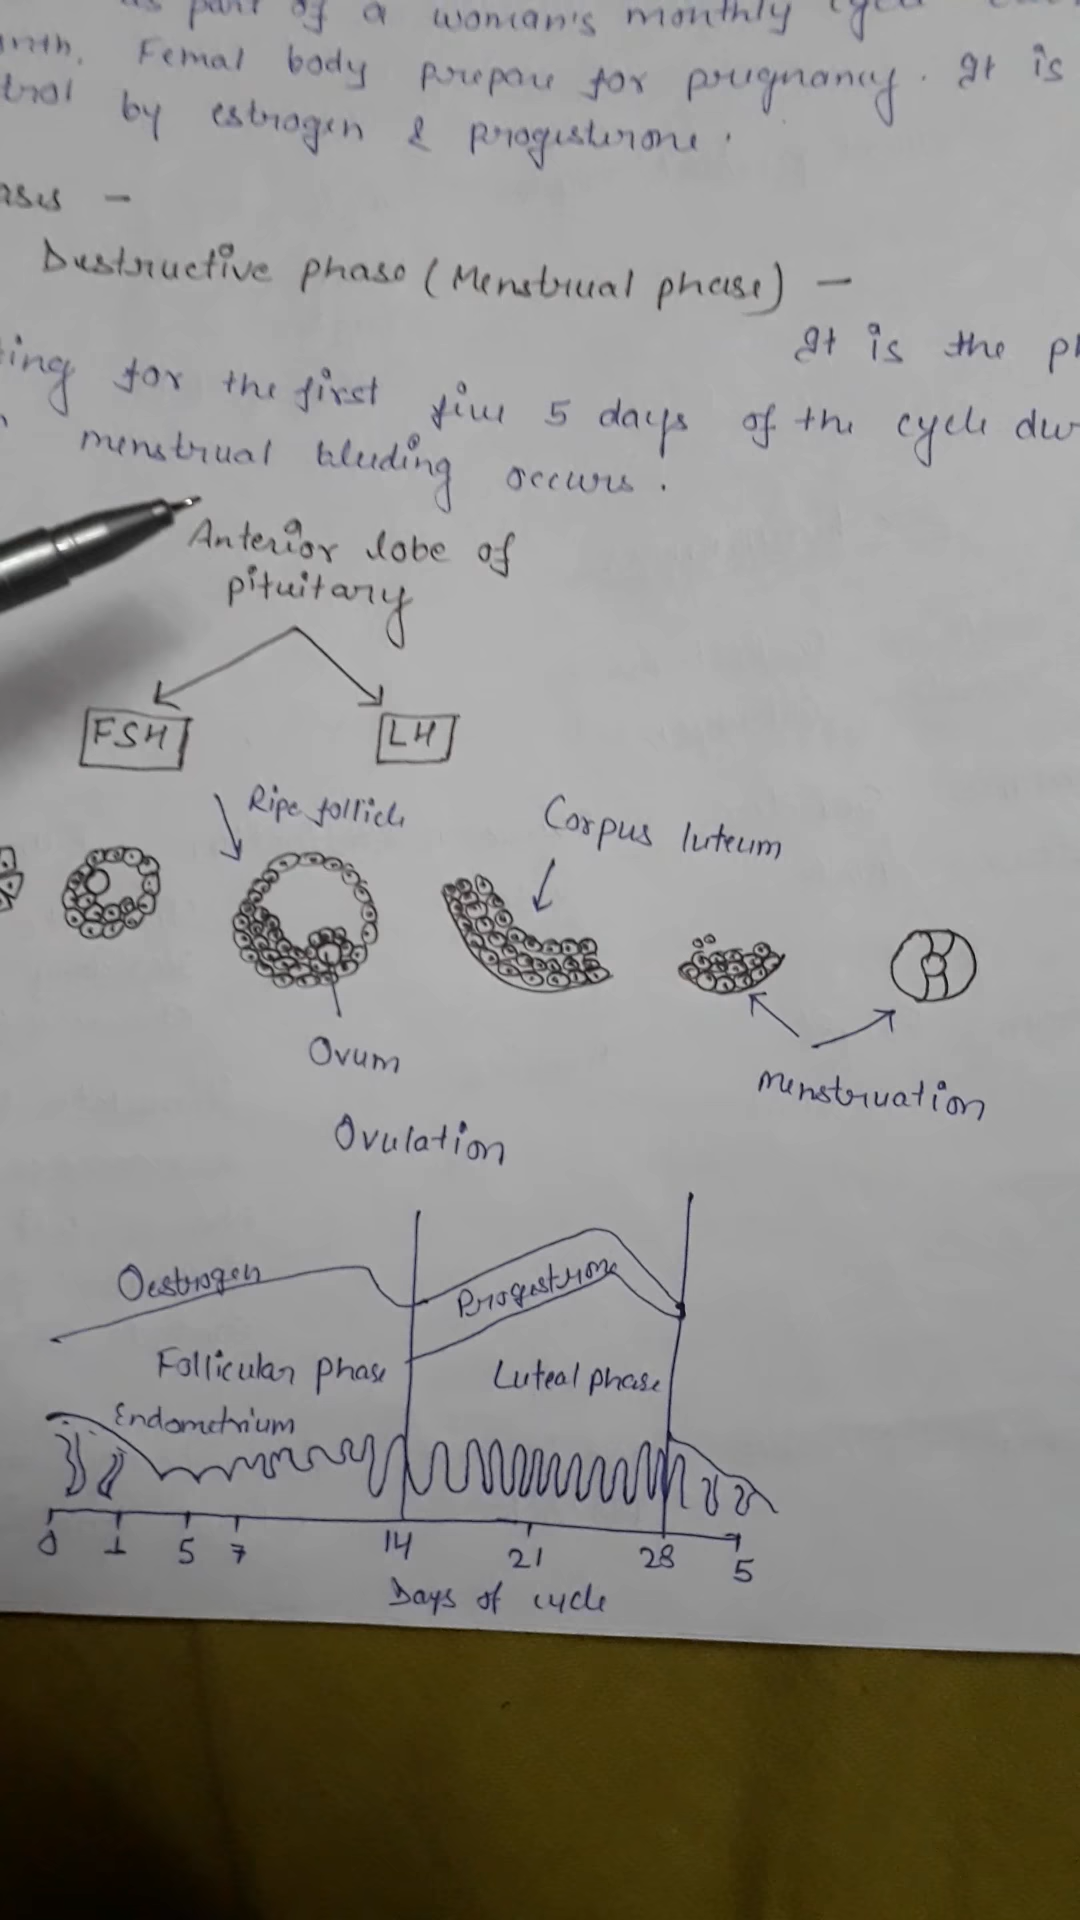 part of a woman's monthly
Femal body prepare for pregnancy. It is
by estrogen & progesterone.
Destructive phase (Menstrual phase) –
It is the
for the first five 5 days of the cycle
menstrual bleeding occurs.
Anterior lobe of
pituitary
FSH LH
Ripe follicle
Corpus luteum
Ovum
menstruation
Ovulation
Oestrogen
Progestrone
Follicular phase
Luteal phase
Endometrium
0 1 5 7 14 21 28 5
Days of cycle